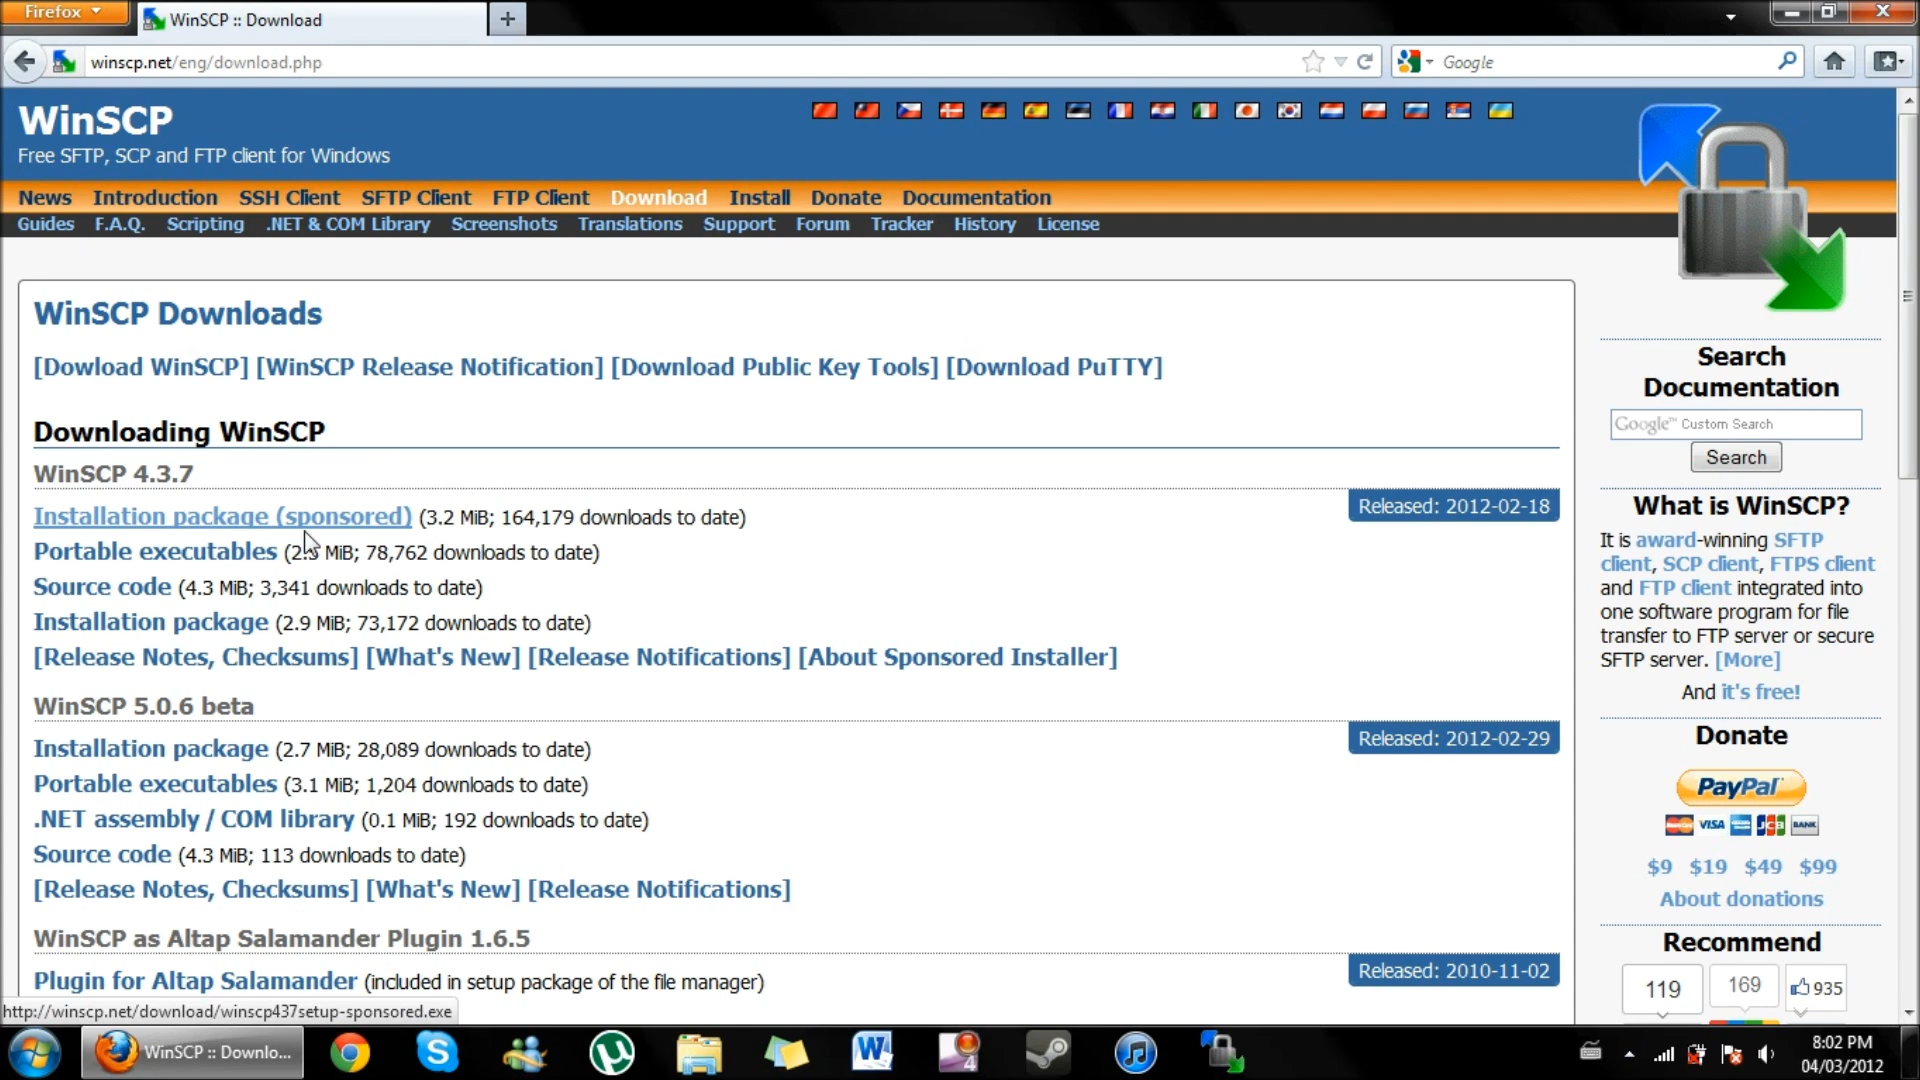 Firefox
WinSCP :: Download
winscp.net/eng/download.php
Google
WinSCP
Free SFTP, SCP and FTP client for Windows
News Introduction SSH Client SFTP Client FTP Client Download Install Donate Documentation
Guides F.A.Q. Scripting .NET & COM Library Screenshots Translations Support Forum Tracker History License
WinSCP Downloads
[Dowload WinSCP] [WinSCP Release Notification] [Download Public Key Tools] [Download PuTTY]
Downloading WinSCP
WinSCP 4.3.7
Released: 2012-02-18
Installation package (sponsored) (3.2 MiB; 164,179 downloads to date)
Portable executables MiB; 78,762 downloads to date)
Source code (4.3 MiB; 3,341 downloads to date)
Installation package (2.9 MiB; 73,172 downloads to date)
[Release Notes, Checksums] [What's New] [Release Notifications] [About Sponsored Installer]
WinSCP 5.0.6 beta
Released: 2012-02-29
Installation package (2.7 MiB; 28,089 downloads to date)
Portable executables (3.1 MiB; 1,204 downloads to date)
.NET assembly / COM library (0.1 MiB; 192 downloads to date)
Source code (4.3 MiB; 113 downloads to date)
[Release Notes, Checksums] [What's New] [Release Notifications]
WinSCP as Altap Salamander Plugin 1.6.5
Released: 2010-11-02
Plugin for Altap Salamander (included in setup package of the file manager)
Search
Documentation
Google™ Custom Search
Search
What is WinSCP?
It is award-winning SFTP
client, SCP client, FTPS client
and FTP client integrated into
one software program for file
transfer to FTP server or secure
SFTP server. [More]
And it's free!
Donate
PayPal
VISA JCB BANK
$9 $19 $49 $99
About donations
Recommend
119 169 935
http://winscp.net/download/winscp437setup-sponsored.exe
WinSCP :: Downlo...
8:02 PM
04/03/2012